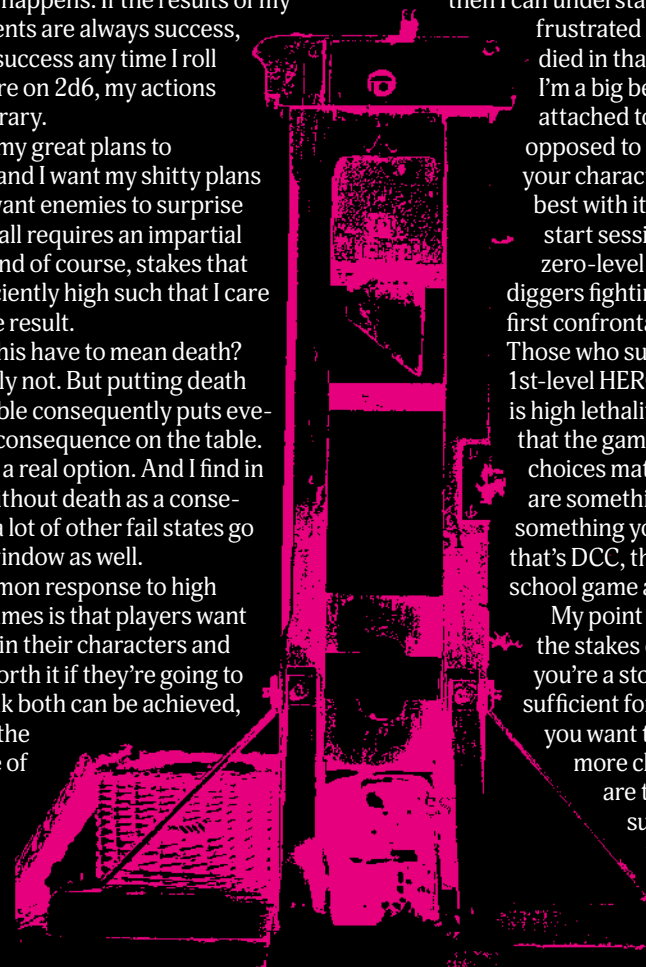 happens. If the results of my
ents are always success,
success any time I roll
re on 2d6, my actions
rary.
my great plans to
and I want my shitty plans
vant enemies to surprise
all requires an impartial
nd of course, stakes that
ciently high such that I care
e result.
his have to mean death?
ly not. But putting death
ble consequently puts eve-
consequence on the table.
a real option. And I find in
ithout death as a conse-
a lot of other fail states go
vindow as well.
mon response to high
mes is that players want
in their characters and
orth it if they're going to
k both can be achieved,
the
e of
then I can understa
frustrated
died in tha
I'm a big be
attached to
opposed to
your charact
best with it
start sessi
zero-level
diggers fightin
first confronta
Those who su
1st-level HERO
is high lethali
that the gam
choices mat
are somethi
something yo
that's DCC, th
school game a
My point
the stakes o
you're a sto
sufficient for
you want t
more cl
are t
su